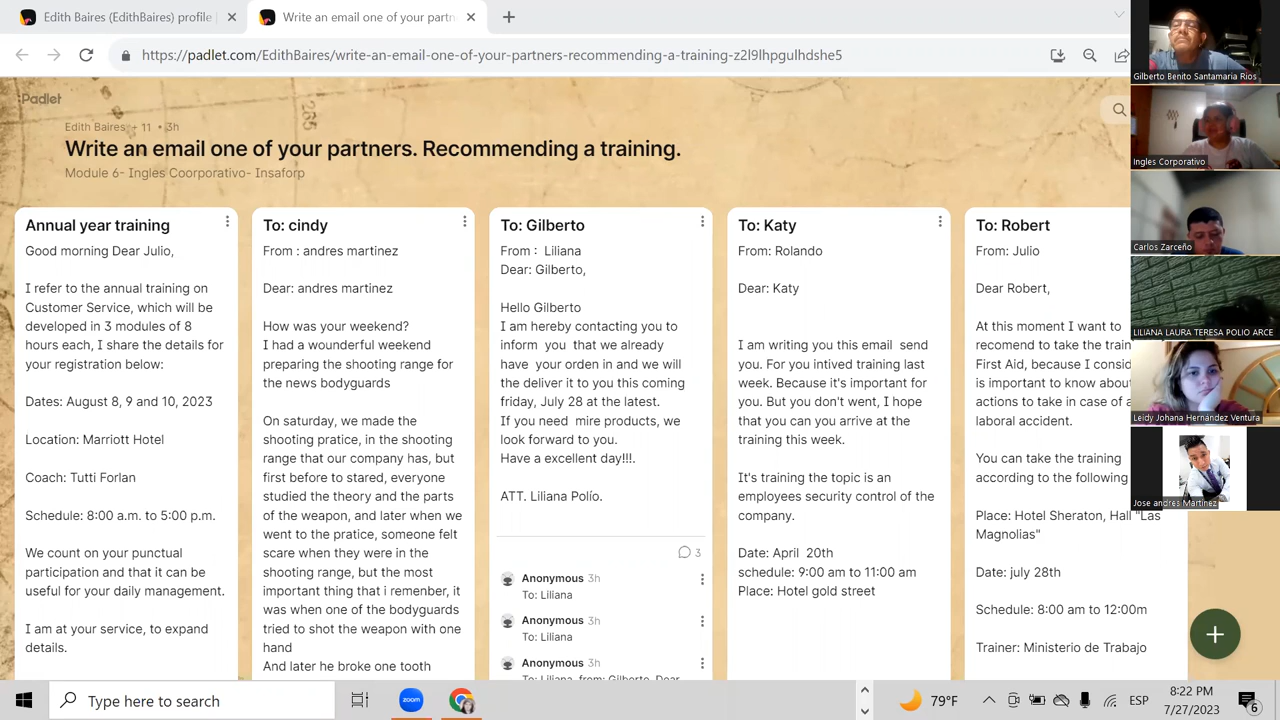 Edith Baires (EdithBaires) profile
Write an email one of your partn
https://padlet.com/EdithBaires/write-an-email-one-of-your-partners-recommending-a-training-z2l9lhpgulhdshe5
:Padlet
Edith Baires + 11 • 3h
Write an email one of your partners. Recommending a training.
Module 6- Ingles Coorporativo- Insaforp
Annual year training
Good morning Dear Julio,
I refer to the annual training on
Customer Service, which will be
developed in 3 modules of 8
hours each, I share the details for
your registration below:
Dates: August 8, 9 and 10, 2023
Location: Marriott Hotel
Coach: Tutti Forlan
Schedule: 8:00 a.m. to 5:00 p.m.
We count on your punctual
participation and that it can be
useful for your daily management.
I am at your service, to expand
details.
To: cindy
From : andres martinez
Dear: andres martinez
How was your weekend?
I had a wounderful weekend
preparing the shooting range for
the news bodyguards
On saturday, we made the
shooting pratice, in the shooting
range that our company has, but
first before to stared, everyone
studied the theory and the parts
of the weapon, and later when we
went to the pratice, someone felt
scare when they were in the
shooting range, but the most
important thing that i remenber, it
was when one of the bodyguards
tried to shot the weapon with one
hand
And later he broke one tooth
To: Gilberto
From : Liliana
Dear: Gilberto,
Hello Gilberto
I am hereby contacting you to
inform you that we already
have your orden in and we will
the deliver it to you this coming
friday, July 28 at the latest.
If you need mire products, we
look forward to you.
Have a excellent day!!!.
ATT. Liliana Polío.
3
Anonymous 3h
To: Liliana
Anonymous 3h
To: Liliana
Anonymous 3h
To: Liliana, from: Gilberto, Dear
To: Katy
From: Rolando
Dear: Katy
I am writing you this email send
you. For you intived training last
week. Because it's important for
you. But you don't went, I hope
that you can you arrive at the
training this week.
It's training the topic is an
employees security control of the
company.
Date: April 20th
schedule: 9:00 am to 11:00 am
Place: Hotel gold street
To: Robert
From: Julio
Dear Robert,
At this moment I want to
recomend to take the train
First Aid, because I consid
is important to know about
actions to take in case of a
laboral accident.
You can take the training
according to the following
Place: Hotel Sheraton, Hall "Las
Magnolias"
Date: july 28th
Schedule: 8:00 am to 12:00m
Trainer: Ministerio de Trabajo
Gilberto Benito Santamaria Rios
Ingles Corporativo
Carlos Zarceño
LILIANA LAURA TERESA POLIO ARCE
Leidy Johana Hernández Ventura
Jose andres Martinez
Type here to search
zoom
79°F
ESP
8:22 PM
7/27/2023
6